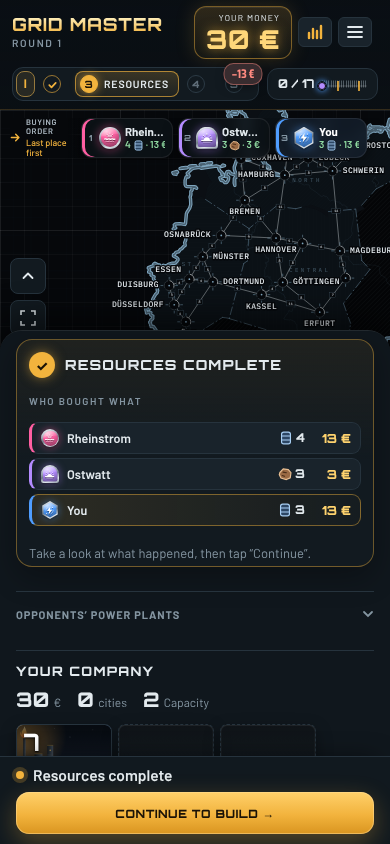 GRID MASTER
ROUND 1
YOUR MONEY
30 €
-13 €
I
3 RESOURCES
4
0 / 17
BUYING
ORDER
Last place
first
1 Rhein...
4 · 13 €
2 Ostw...
3 · 3 €
3 You
3 · 13 €
HAMBURG
SCHWERIN
NORTH
BREMEN
OSNABRÜCK
MÜNSTER
HANNOVER
MAGDEBUR
ESSEN
CENTRAL
DUISBURG
DORTMUND
GÖTTINGEN
DÜSSELDORF
KASSEL
ERFURT
RESOURCES COMPLETE
WHO BOUGHT WHAT
Rheinstrom 4 13 €
Ostwatt 3 3 €
You 3 13 €
Take a look at what happened, then tap “Continue”.
OPPONENTS’ POWER PLANTS
YOUR COMPANY
30 € 0 cities 2 Capacity
7
Resources complete
CONTINUE TO BUILD →